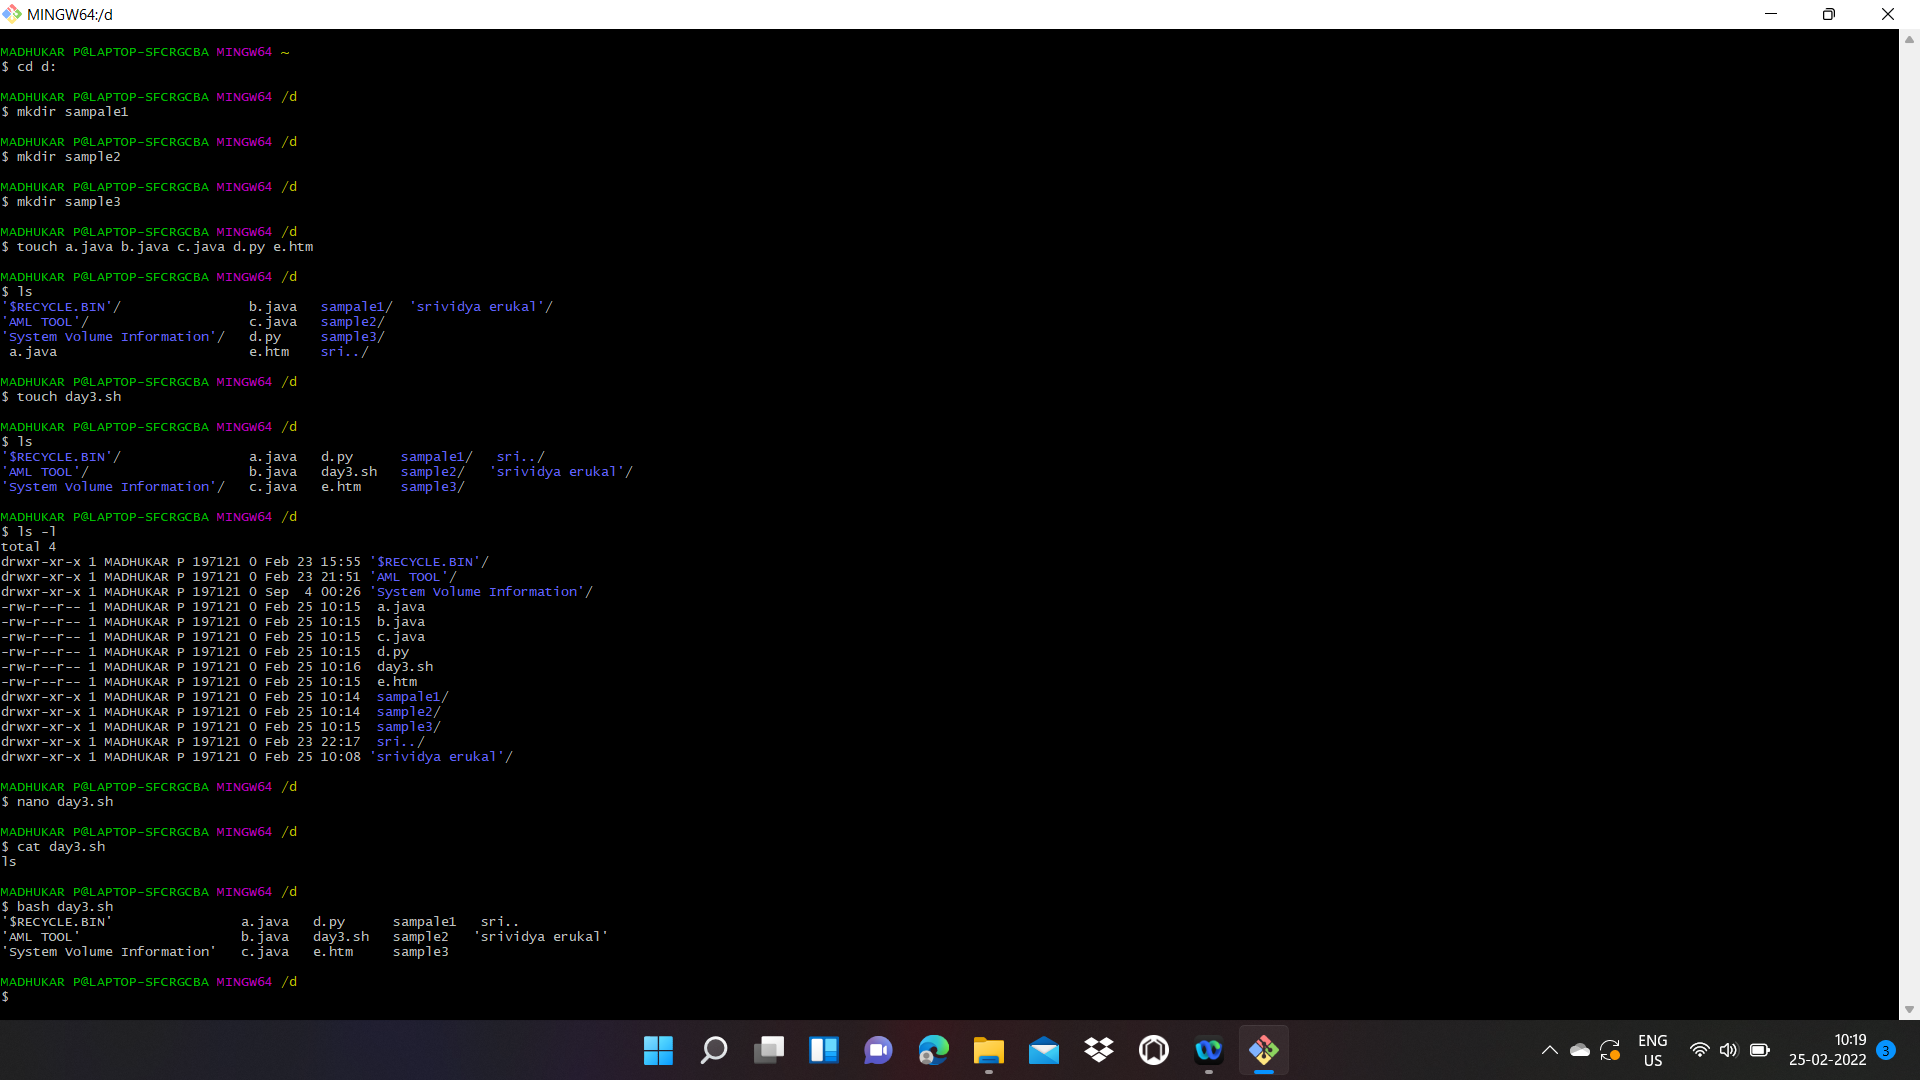 MINGW64:/d
MADHUKAR P@LAPTOP-SFCRGCBA MINGW64 ~
$ cd d:
MADHUKAR P@LAPTOP-SFCRGCBA MINGW64 /d
$ mkdir sampale1
MADHUKAR P@LAPTOP-SFCRGCBA MINGW64 /d
$ mkdir sample2
MADHUKAR P@LAPTOP-SFCRGCBA MINGW64 /d
$ mkdir sample3
MADHUKAR P@LAPTOP-SFCRGCBA MINGW64 /d
$ touch a.java b.java c.java d.py e.htm
MADHUKAR P@LAPTOP-SFCRGCBA MINGW64 /d
$ ls
'$RECYCLE.BIN'/ b.java sampale1/ 'srividya erukal'/
'AML TOOL'/ c.java sample2/
'System Volume Information'/ d.py sample3/
a.java e.htm sri../
MADHUKAR P@LAPTOP-SFCRGCBA MINGW64 /d
$ touch day3.sh
MADHUKAR P@LAPTOP-SFCRGCBA MINGW64 /d
$ ls
'$RECYCLE.BIN'/ a.java d.py sampale1/ sri../
'AML TOOL'/ b.java day3.sh sample2/ 'srividya erukal'/
'System Volume Information'/ c.java e.htm sample3/
MADHUKAR P@LAPTOP-SFCRGCBA MINGW64 /d
$ ls -l
total 4
drwxr-xr-x 1 MADHUKAR P 197121 0 Feb 23 15:55 '$RECYCLE.BIN'/
drwxr-xr-x 1 MADHUKAR P 197121 0 Feb 23 21:51 'AML TOOL'/
drwxr-xr-x 1 MADHUKAR P 197121 0 Sep  4 00:26 'System Volume Information'/
-rw-r--r-- 1 MADHUKAR P 197121 0 Feb 25 10:15 a.java
-rw-r--r-- 1 MADHUKAR P 197121 0 Feb 25 10:15 b.java
-rw-r--r-- 1 MADHUKAR P 197121 0 Feb 25 10:15 c.java
-rw-r--r-- 1 MADHUKAR P 197121 0 Feb 25 10:15 d.py
-rw-r--r-- 1 MADHUKAR P 197121 0 Feb 25 10:16 day3.sh
-rw-r--r-- 1 MADHUKAR P 197121 0 Feb 25 10:15 e.htm
drwxr-xr-x 1 MADHUKAR P 197121 0 Feb 25 10:14 sampale1/
drwxr-xr-x 1 MADHUKAR P 197121 0 Feb 25 10:14 sample2/
drwxr-xr-x 1 MADHUKAR P 197121 0 Feb 25 10:15 sample3/
drwxr-xr-x 1 MADHUKAR P 197121 0 Feb 23 22:17 sri../
drwxr-xr-x 1 MADHUKAR P 197121 0 Feb 25 10:08 'srividya erukal'/
MADHUKAR P@LAPTOP-SFCRGCBA MINGW64 /d
$ nano day3.sh
MADHUKAR P@LAPTOP-SFCRGCBA MINGW64 /d
$ cat day3.sh
ls
MADHUKAR P@LAPTOP-SFCRGCBA MINGW64 /d
$ bash day3.sh
'$RECYCLE.BIN' a.java d.py sampale1 sri..
'AML TOOL' b.java day3.sh sample2 'srividya erukal'
'System Volume Information' c.java e.htm sample3
MADHUKAR P@LAPTOP-SFCRGCBA MINGW64 /d
$
ENG
US
10:19
25-02-2022
3